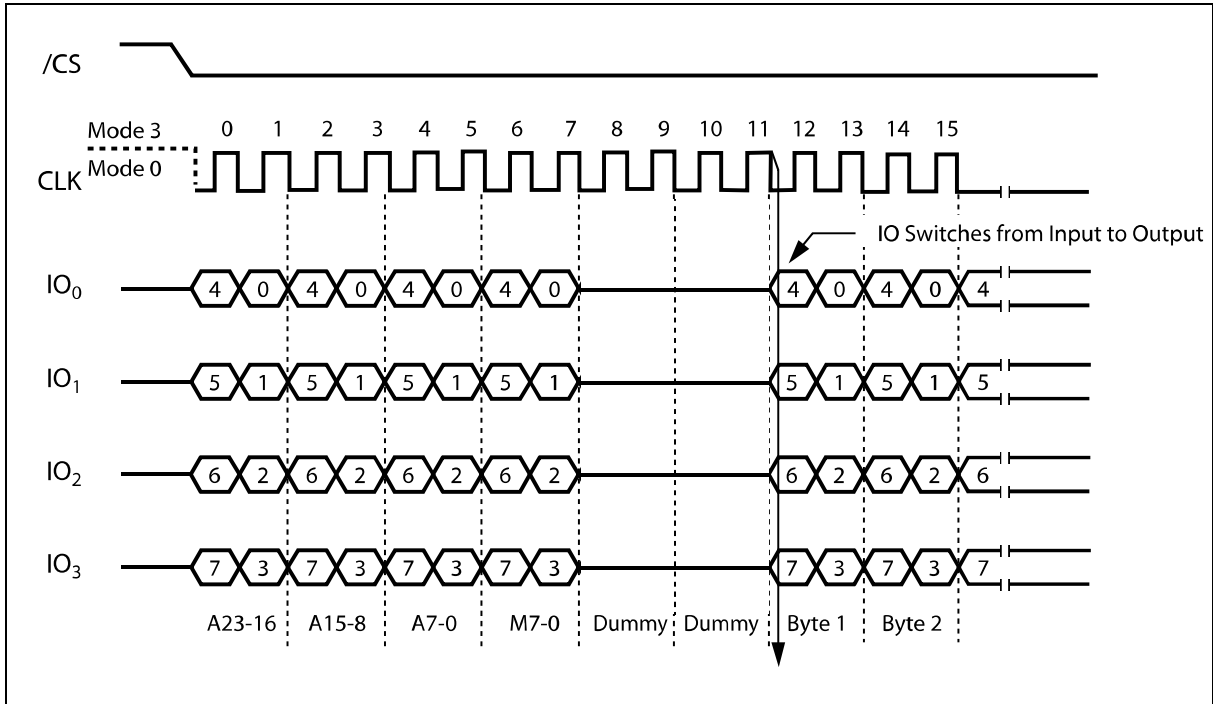 /CS
Mode 3 0 1 2 3 4 5 6 7 8 9 10 11 12 13 14 15
CLK Mode 0
IO Switches from Input to Output
IO0 4 0 4 0 4 0 4 0 4 0 4 0 4
IO1 5 1 5 1 5 1 5 1 5 1 5 1 5
IO2 6 2 6 2 6 2 6 2 6 2 6 2 6
IO3 7 3 7 3 7 3 7 3 7 3 7 3 7
A23-16 A15-8 A7-0 M7-0 Dummy Dummy Byte 1 Byte 2